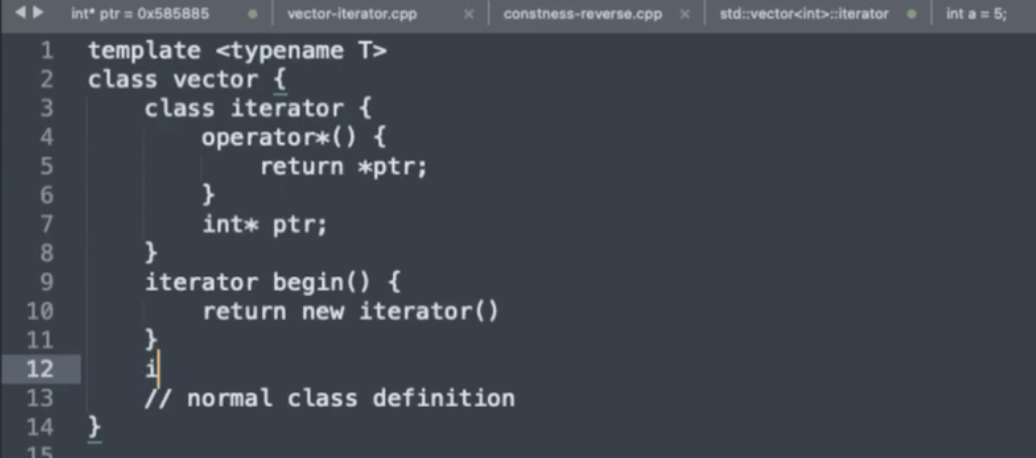 int* ptr = 0x585885 vector-iterator.cpp constness-reverse.cpp std::vector<int>::iterator int a = 5;
1 template <typename T>
2 class vector {
3     class iterator {
4         operator*() {
5             return *ptr;
6         }
7         int* ptr;
8     }
9     iterator begin() {
10         return new iterator()
11     }
12     i
13     // normal class definition
14 }
15